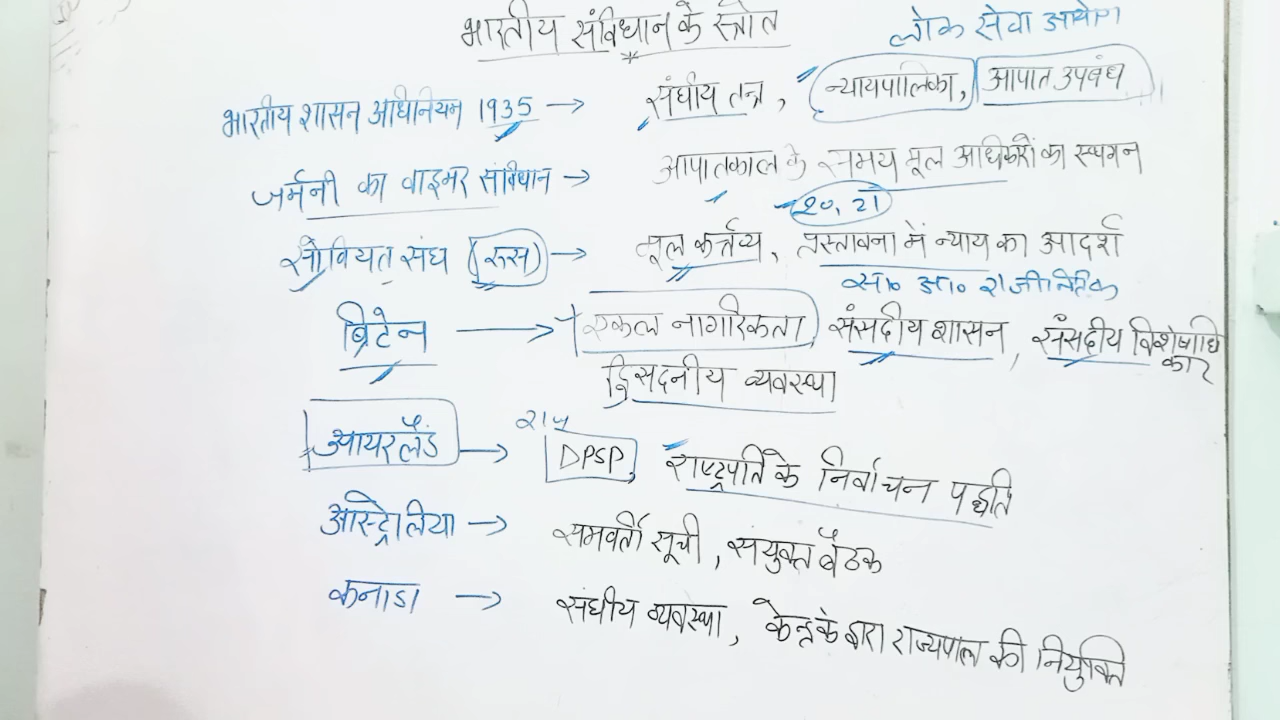 भारतीय संविधान के स्त्रोत
लोक सेवा आयोग
भारतीय शासन अधिनियम 1935 → संघीय तन्त्र, न्यायपालिका, आपात उपबंध
जर्मनी का वाइमर संविधान → आपातकाल के समय मूल अधिकारों का स्थगन
20, 21
सोवियत संघ (रूस) → मूल कर्त्तव्य, प्रस्तावना में न्याय का आदर्श
सा० आ० राजनैतिक
ब्रिटेन → एकल नागरिकता, संसदीय शासन, संसदीय विशेषाधि
कार
द्विसदनीय व्यवस्था
आयरलैंड → DPSP, राष्ट्रपति के निर्वाचन पद्धति
आस्ट्रेलिया → समवर्ती सूची, संयुक्त बैठक
कनाडा → संघीय व्यवस्था, केन्द्र के द्वारा राज्यपाल की नियुक्ति